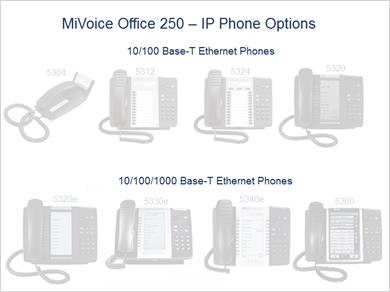 MiVoice Office 250 – IP Phone Options
10/100 Base-T Ethernet Phones
5304 5312 5324 5320
10/100/1000 Base-T Ethernet Phones
5320e 5330e 5340e 5360